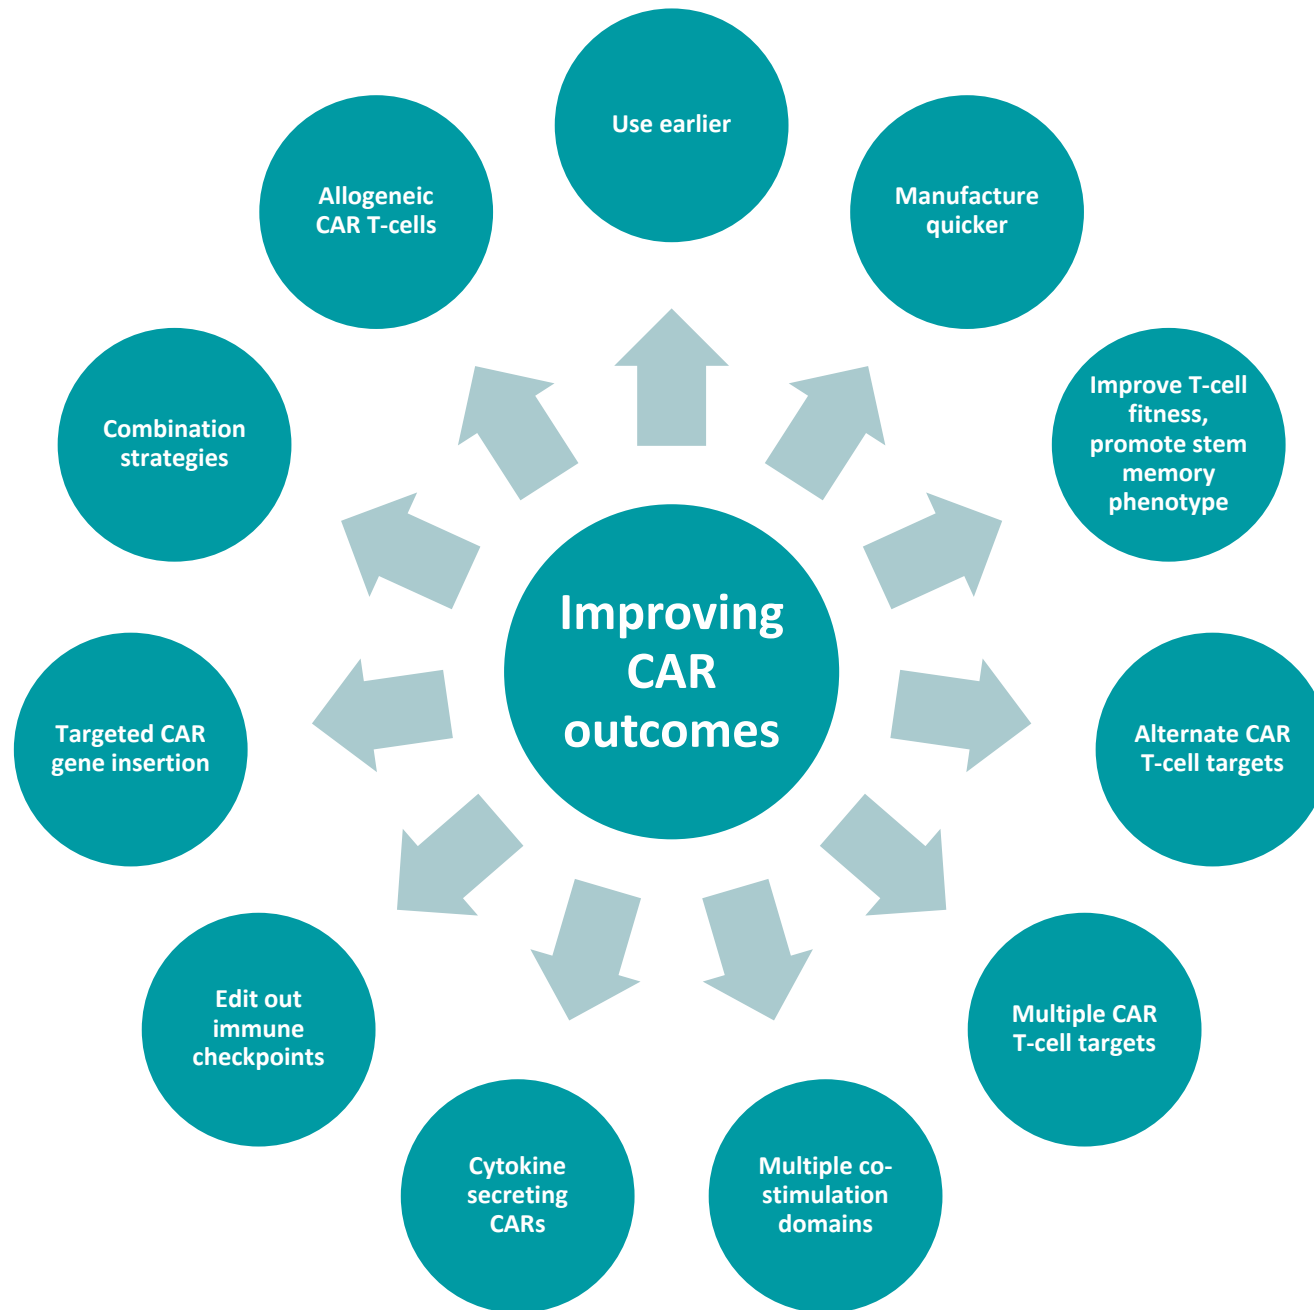 Improving
CAR
outcomes
Use earlier
Manufacture
quicker
Improve T-cell
fitness,
promote stem
memory
phenotype
Alternate CAR
T-cell targets
Multiple CAR
T-cell targets
Multiple co-
stimulation
domains
Cytokine
secreting
CARs
Edit out
immune
checkpoints
Targeted CAR
gene insertion
Combination
strategies
Allogeneic
CAR T-cells